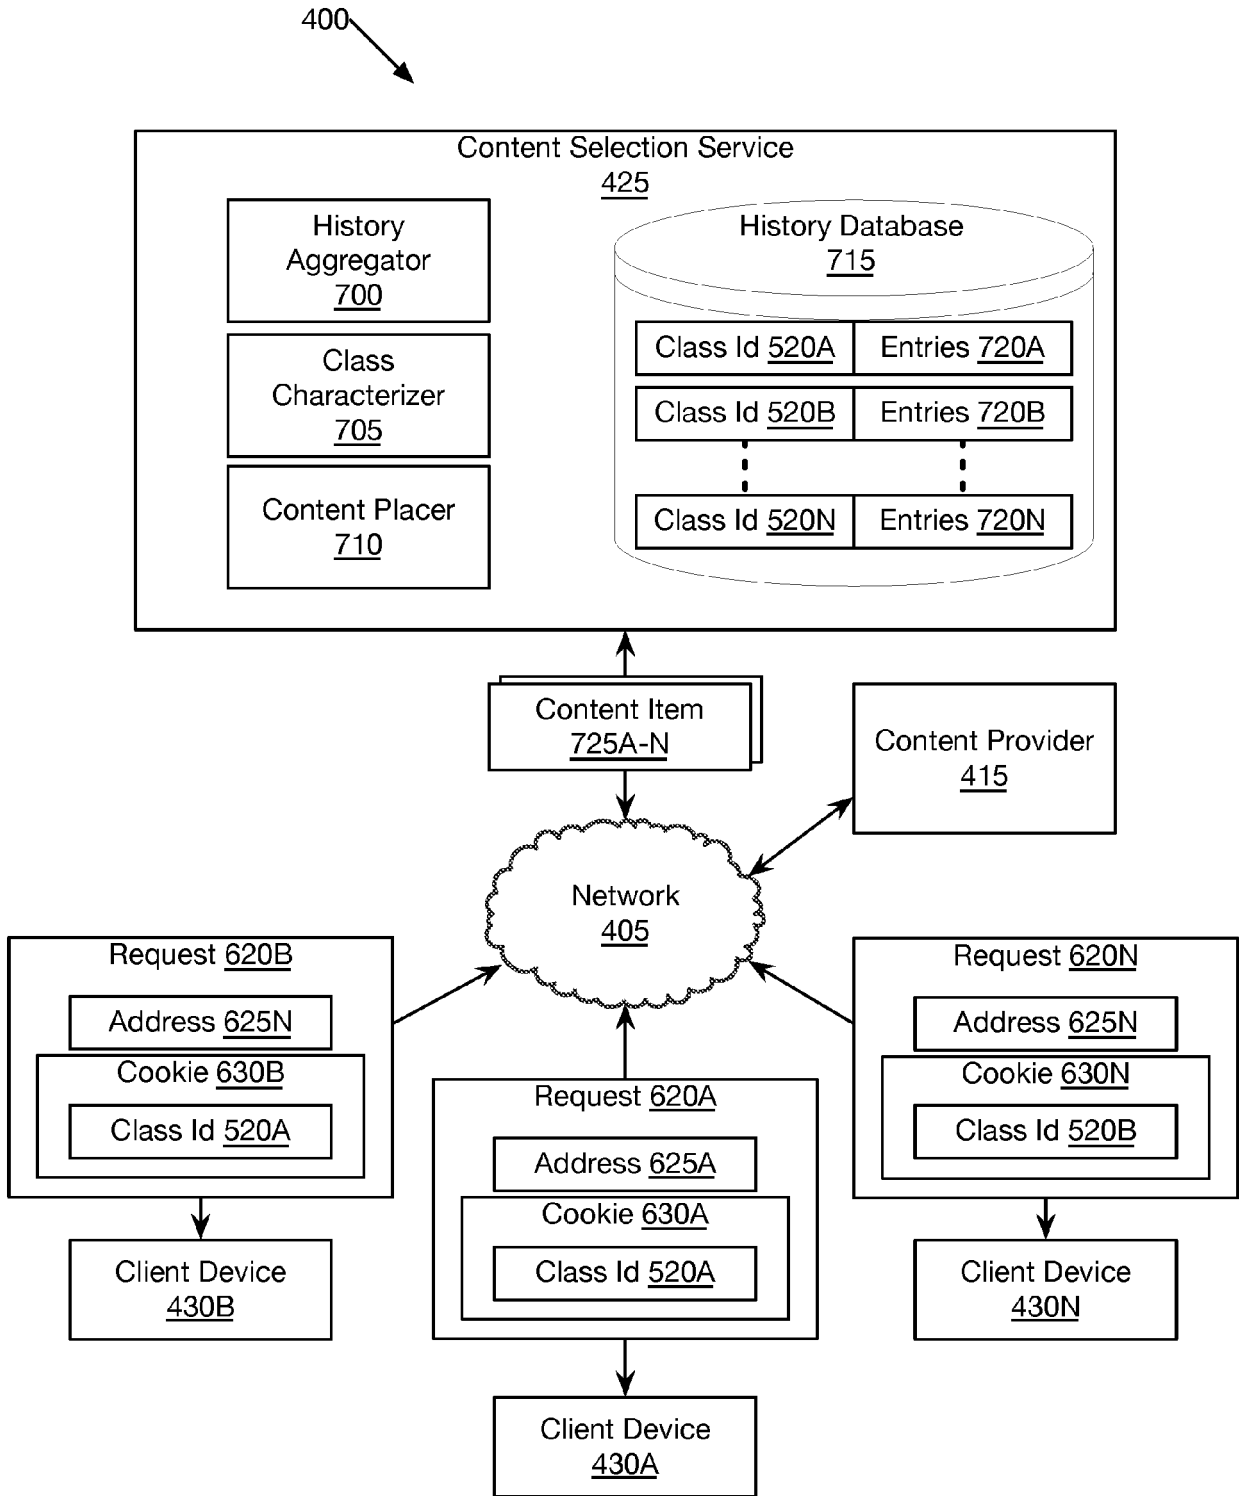 400
Content Selection Service
425
History
Aggregator
700
Class
Characterizer
705
Content Placer
710
History Database
715
Class Id 520A Entries 720A
Class Id 520B Entries 720B
Class Id 520N Entries 720N
Content Item
725A-N
Content Provider
415
Network
405
Request 620B
Address 625N
Cookie 630B
Class Id 520A
Client Device
430B
Request 620A
Address 625A
Cookie 630A
Class Id 520A
Client Device
430A
Request 620N
Address 625N
Cookie 630N
Class Id 520B
Client Device
430N